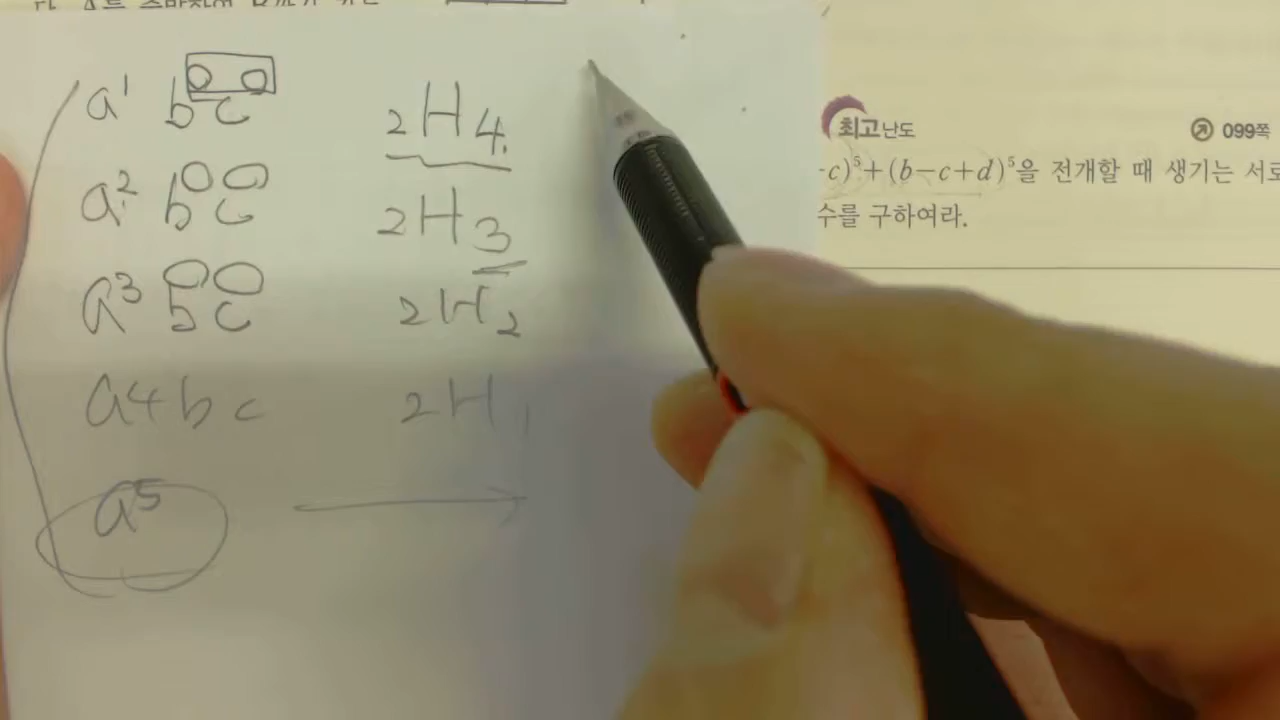 a¹ b c ₂H₄.
a² b c ₂H₃
a³ b c ₂H₂
a4 b c ₂H₁
a⁵
최고난도 099쪽
-c)⁵+(b-c+d)⁵을 전개할 때 생기는 서로
수를 구하여라.